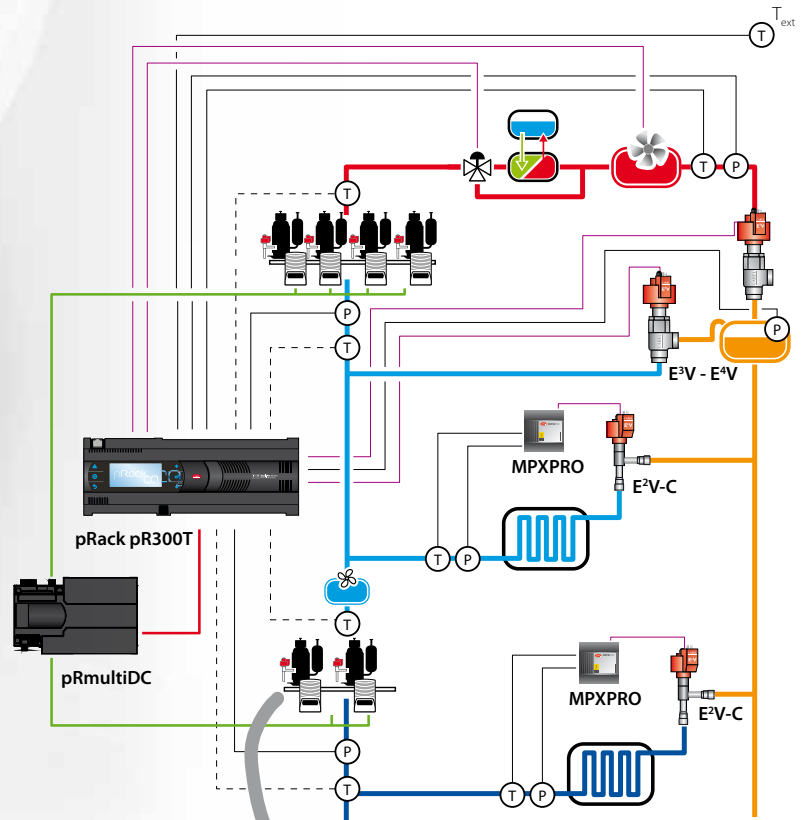 T ext
T
T P
T
P
P
T
E³V - E⁴V
MPXPRO
E²V-C
pRack pR300T
T P
T
pRmultiDC
MPXPRO
E²V-C
P
T
T P